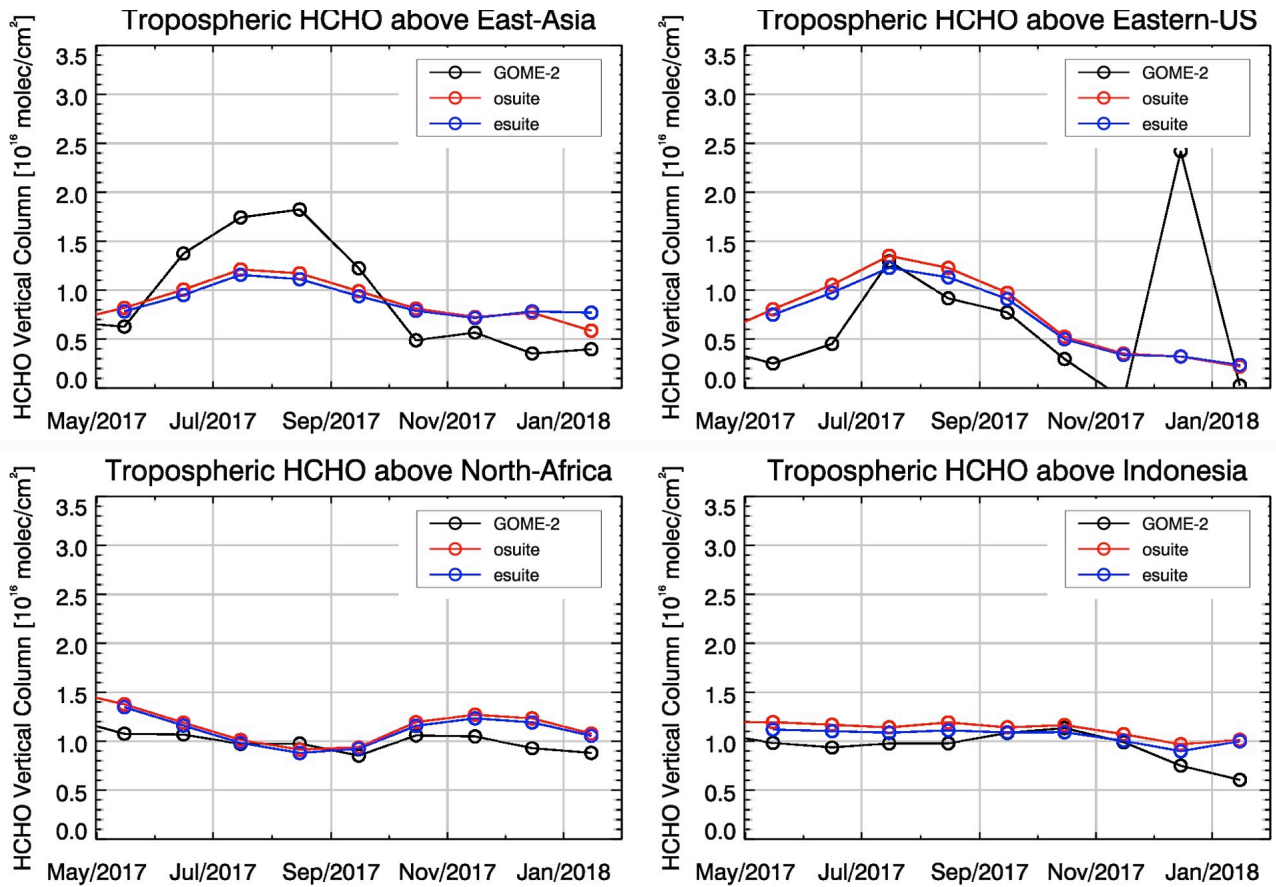 Tropospheric HCHO above East-Asia
HCHO Vertical Column [10¹⁶ molec/cm²]
3.5
3.0
2.5
2.0
1.5
1.0
0.5
0.0
GOME-2
osuite
esuite
May/2017 Jul/2017 Sep/2017 Nov/2017 Jan/2018
Tropospheric HCHO above Eastern-US
HCHO Vertical Column [10¹⁶ molec/cm²]
3.5
3.0
2.5
2.0
1.5
1.0
0.5
0.0
GOME-2
osuite
esuite
May/2017 Jul/2017 Sep/2017 Nov/2017 Jan/2018
Tropospheric HCHO above North-Africa
HCHO Vertical Column [10¹⁶ molec/cm²]
3.5
3.0
2.5
2.0
1.5
1.0
0.5
0.0
GOME-2
osuite
esuite
May/2017 Jul/2017 Sep/2017 Nov/2017 Jan/2018
Tropospheric HCHO above Indonesia
HCHO Vertical Column [10¹⁶ molec/cm²]
3.5
3.0
2.5
2.0
1.5
1.0
0.5
0.0
GOME-2
osuite
esuite
May/2017 Jul/2017 Sep/2017 Nov/2017 Jan/2018